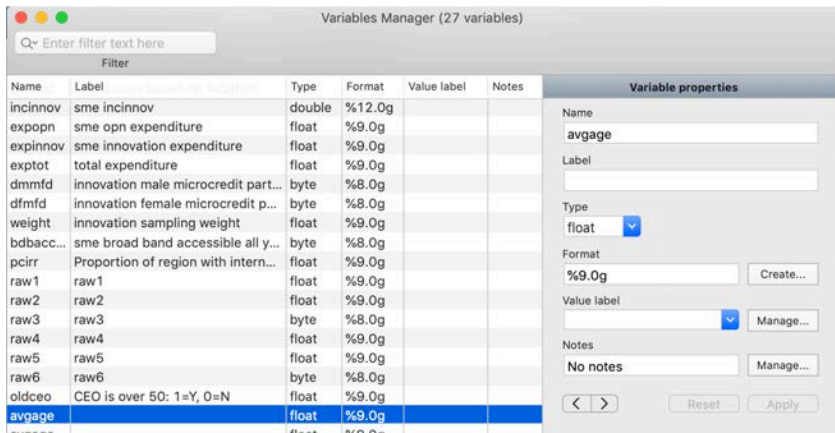 Variables Manager (27 variables)
Enter filter text here
Filter
Name Label Type Format Value label Notes
incinnov sme incinnov double %12.0g
expopn sme opn expenditure float %9.0g
expinnov sme innovation expenditure float %9.0g
exptot total expenditure float %9.0g
dmmfd innovation male microcredit part... byte %8.0g
dfmfd innovation female microcredit p... byte %8.0g
weight innovation sampling weight float %9.0g
bdbacc... sme broad band accessible all y... byte %8.0g
pcirr Proportion of region with intern... float %9.0g
raw1 raw1 float %9.0g
raw2 raw2 float %9.0g
raw3 raw3 byte %8.0g
raw4 raw4 float %9.0g
raw5 raw5 float %9.0g
raw6 raw6 byte %8.0g
oldceo CEO is over 50: 1=Y, 0=N float %9.0g
avgage float %9.0g
Variable properties
Name
avgage
Label
Type
float
Format
%9.0g Create...
Value label
Manage...
Notes
No notes Manage...
< > Reset Apply